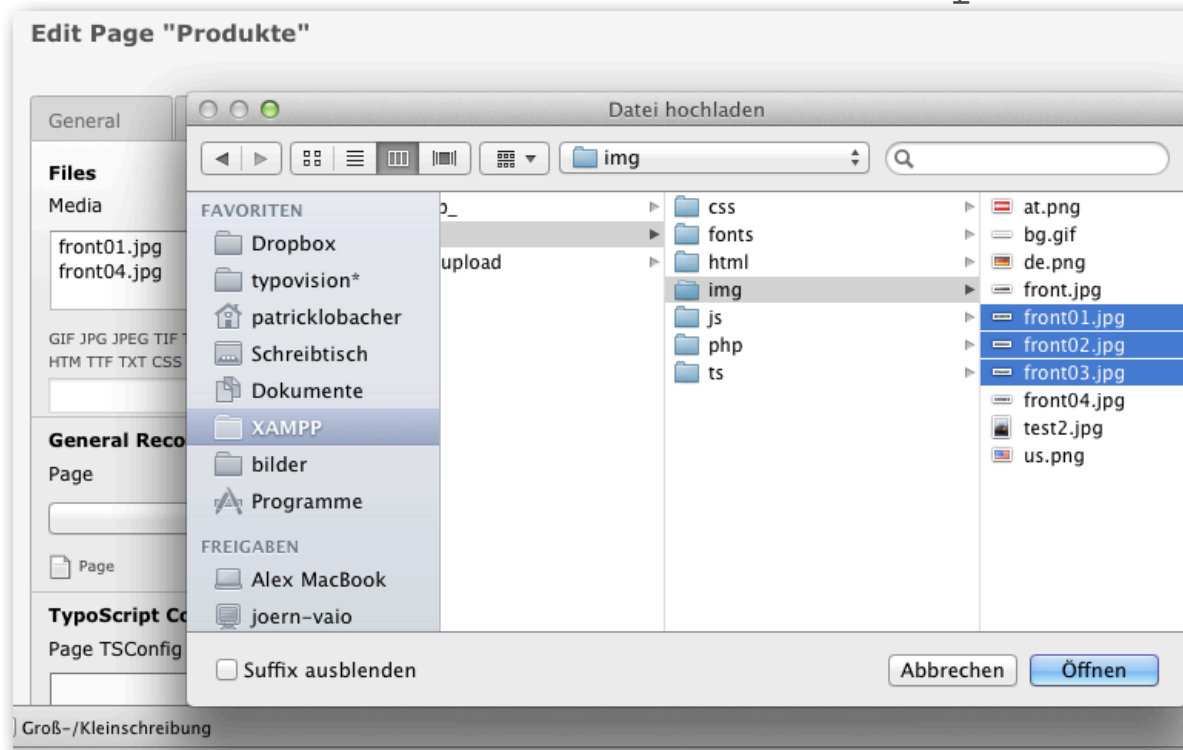 Edit Page "Produkte"
General
Files
Media
front01.jpg
front04.jpg
GIF JPG JPEG TIF
HTM TTF TXT CSS
General
Page
Page
TypoScript
Page TSConfig
Datei hochladen
img
FAVORITEN
Dropbox
typovision*
patricklobacher
Schreibtisch
Dokumente
XAMPP
bilder
Programme
FREIGABEN
Alex MacBook
joern-vaio
upload
css
fonts
html
img
js
php
ts
at.png
bg.gif
de.png
front.jpg
front01.jpg
front02.jpg
front03.jpg
front04.jpg
test2.jpg
us.png
Suffix ausblenden
Abbrechen
Öffnen
Groß-/Kleinschreibung